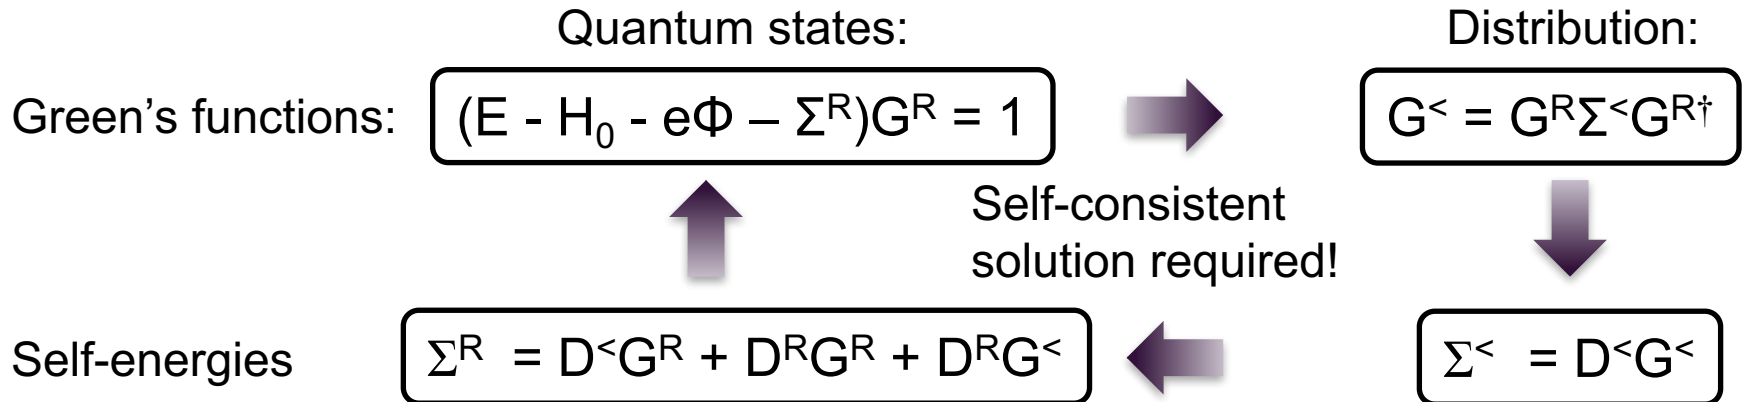 Quantum states: Distribution:
Green’s functions: (E - H₀ - eΦ – Σᴿ)Gᴿ = 1 G^< = GᴿΣ^<Gᴿ^†
Self-consistent
solution required!
Self-energies Σᴿ = D^<Gᴿ + DᴿGᴿ + DᴿG^< Σ^< = D^<G^<